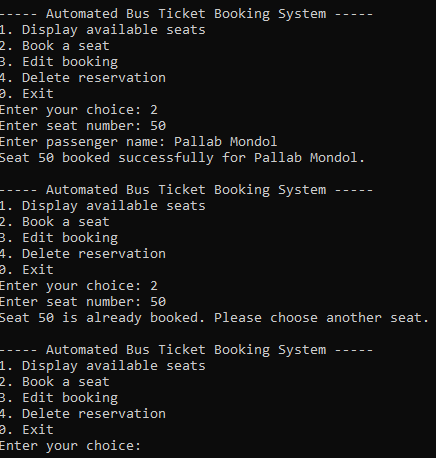 ----- Automated Bus Ticket Booking System -----
1. Display available seats
2. Book a seat
3. Edit booking
4. Delete reservation
0. Exit
Enter your choice: 2
Enter seat number: 50
Enter passenger name: Pallab Mondol
Seat 50 booked successfully for Pallab Mondol.

----- Automated Bus Ticket Booking System -----
1. Display available seats
2. Book a seat
3. Edit booking
4. Delete reservation
0. Exit
Enter your choice: 2
Enter seat number: 50
Seat 50 is already booked. Please choose another seat.

----- Automated Bus Ticket Booking System -----
1. Display available seats
2. Book a seat
3. Edit booking
4. Delete reservation
0. Exit
Enter your choice: